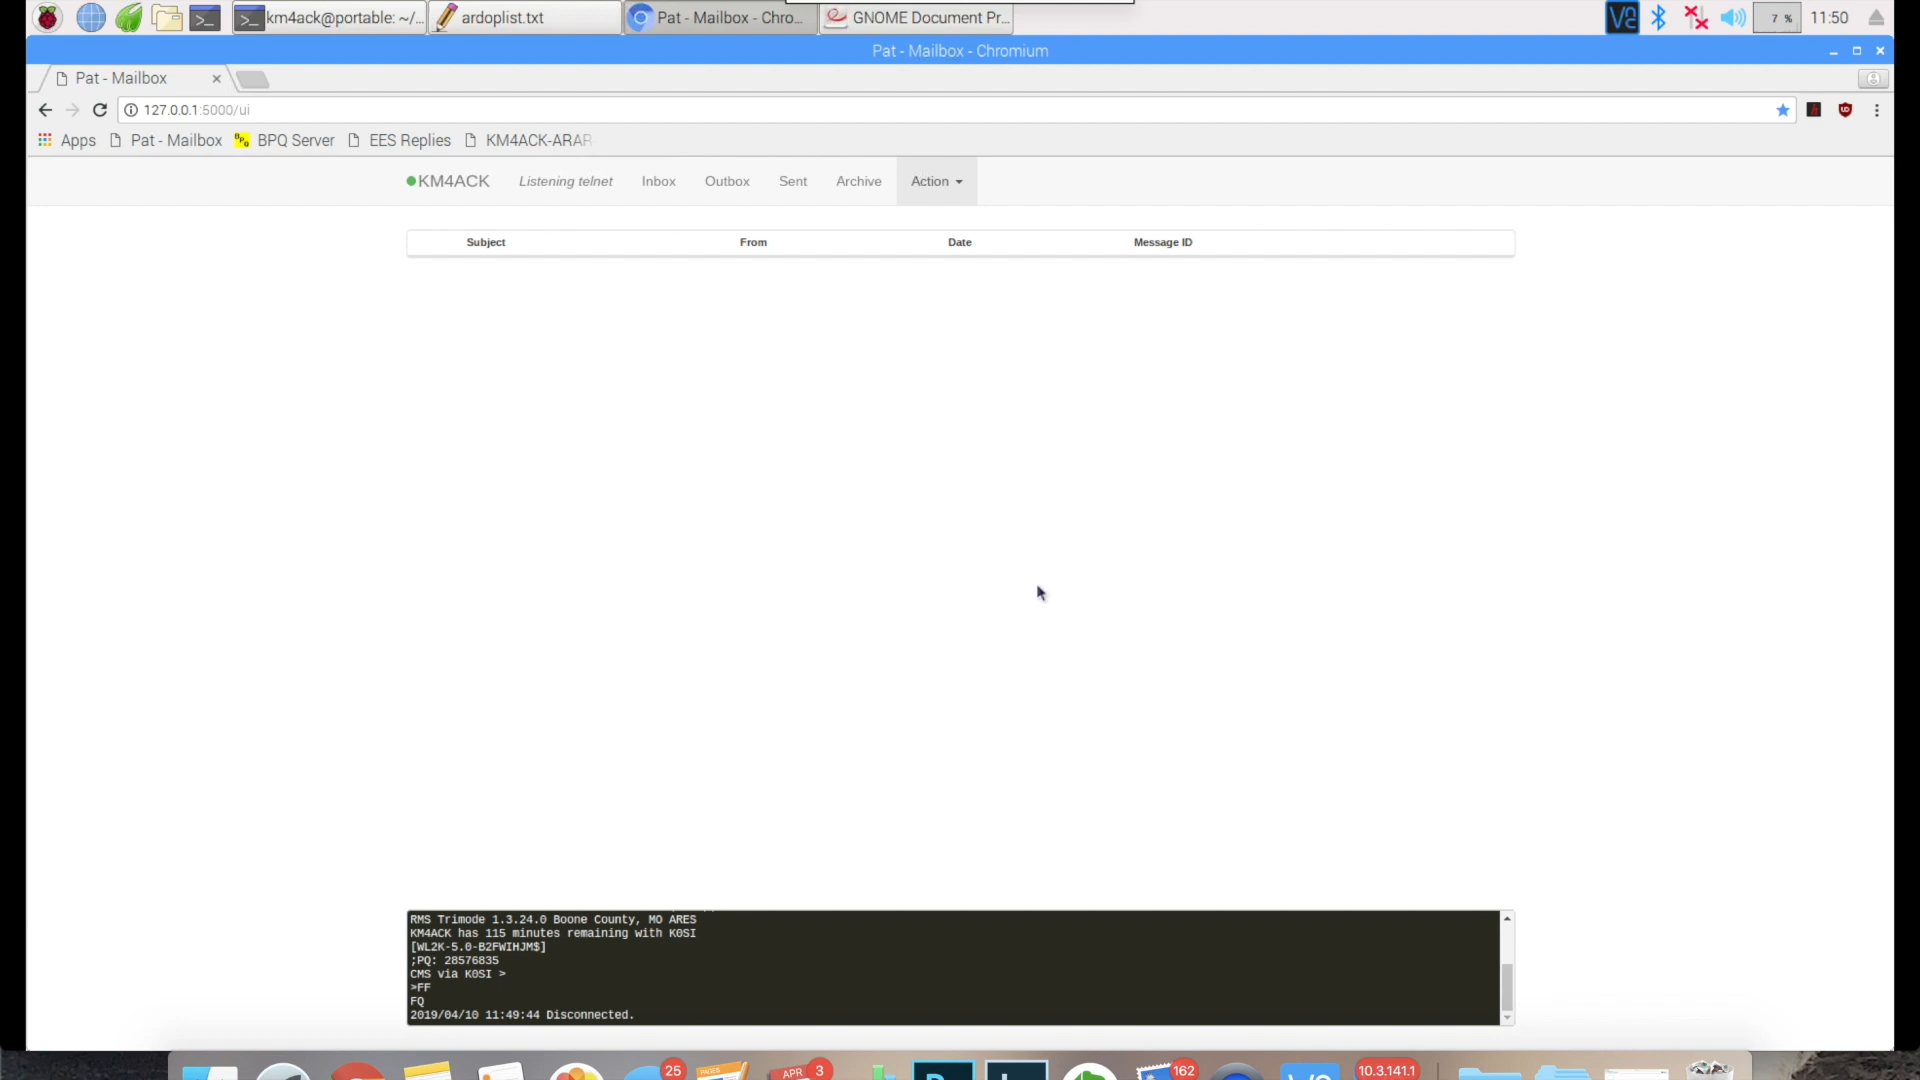 km4ack@portable: ~/...
ardoplist.txt
Pat - Mailbox - Chro...
GNOME Document Pr...
7 %
11:50
Pat - Mailbox - Chromium
Pat - Mailbox
127.0.0.1:5000/ui
Apps
Pat - Mailbox
BPQ Server
EES Replies
KM4ACK-ARAR
KM4ACK
Listening telnet
Inbox
Outbox
Sent
Archive
Action
Subject
From
Date
Message ID
RMS Trimode 1.3.24.0 Boone County, MO ARES
KM4ACK has 115 minutes remaining with K0SI
[WL2K-5.0-B2FWIHJM$]
;PQ: 28576835
CMS via K0SI >
>FF
FQ
2019/04/10 11:49:44 Disconnected.
25
PAGES
APR
3
162
10.3.141.1